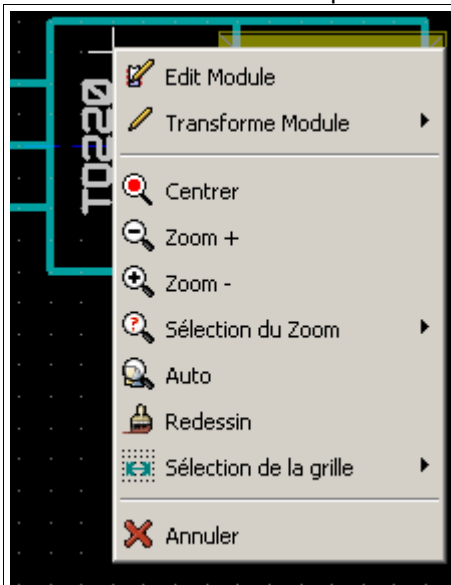 TO220
Edit Module
Transforme Module
Centrer
Zoom +
Zoom -
Sélection du Zoom
Auto
Redessin
Sélection de la grille
Annuler